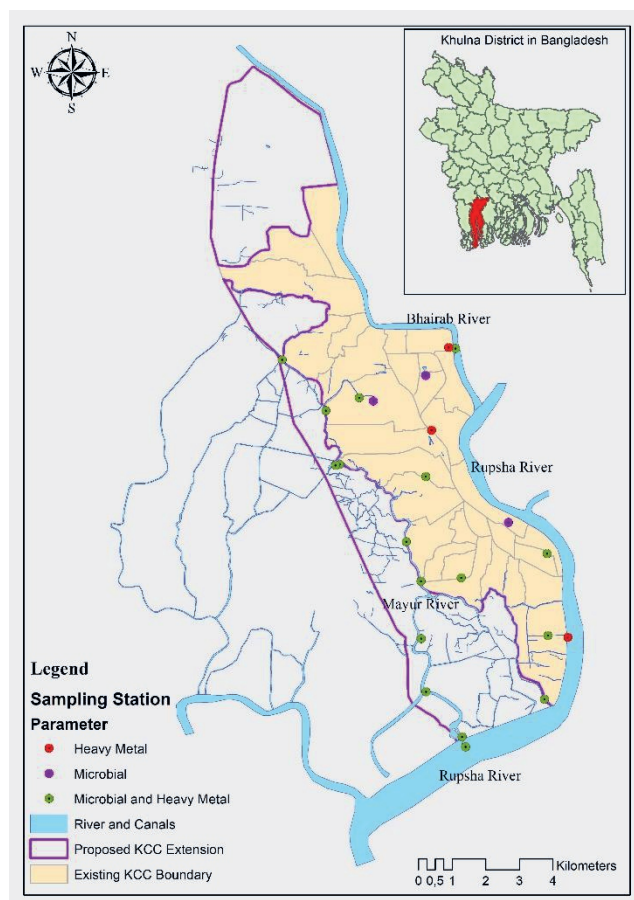 N
W E
S
Khulna District in Bangladesh
Bhairab River
Rupsha River
Mayur River
Rupsha River
Legend
Sampling Station
Parameter
Heavy Metal
Microbial
Microbial and Heavy Metal
River and Canals
Proposed KCC Extension
Existing KCC Boundary
Kilometers
0 0,5 1 2 3 4